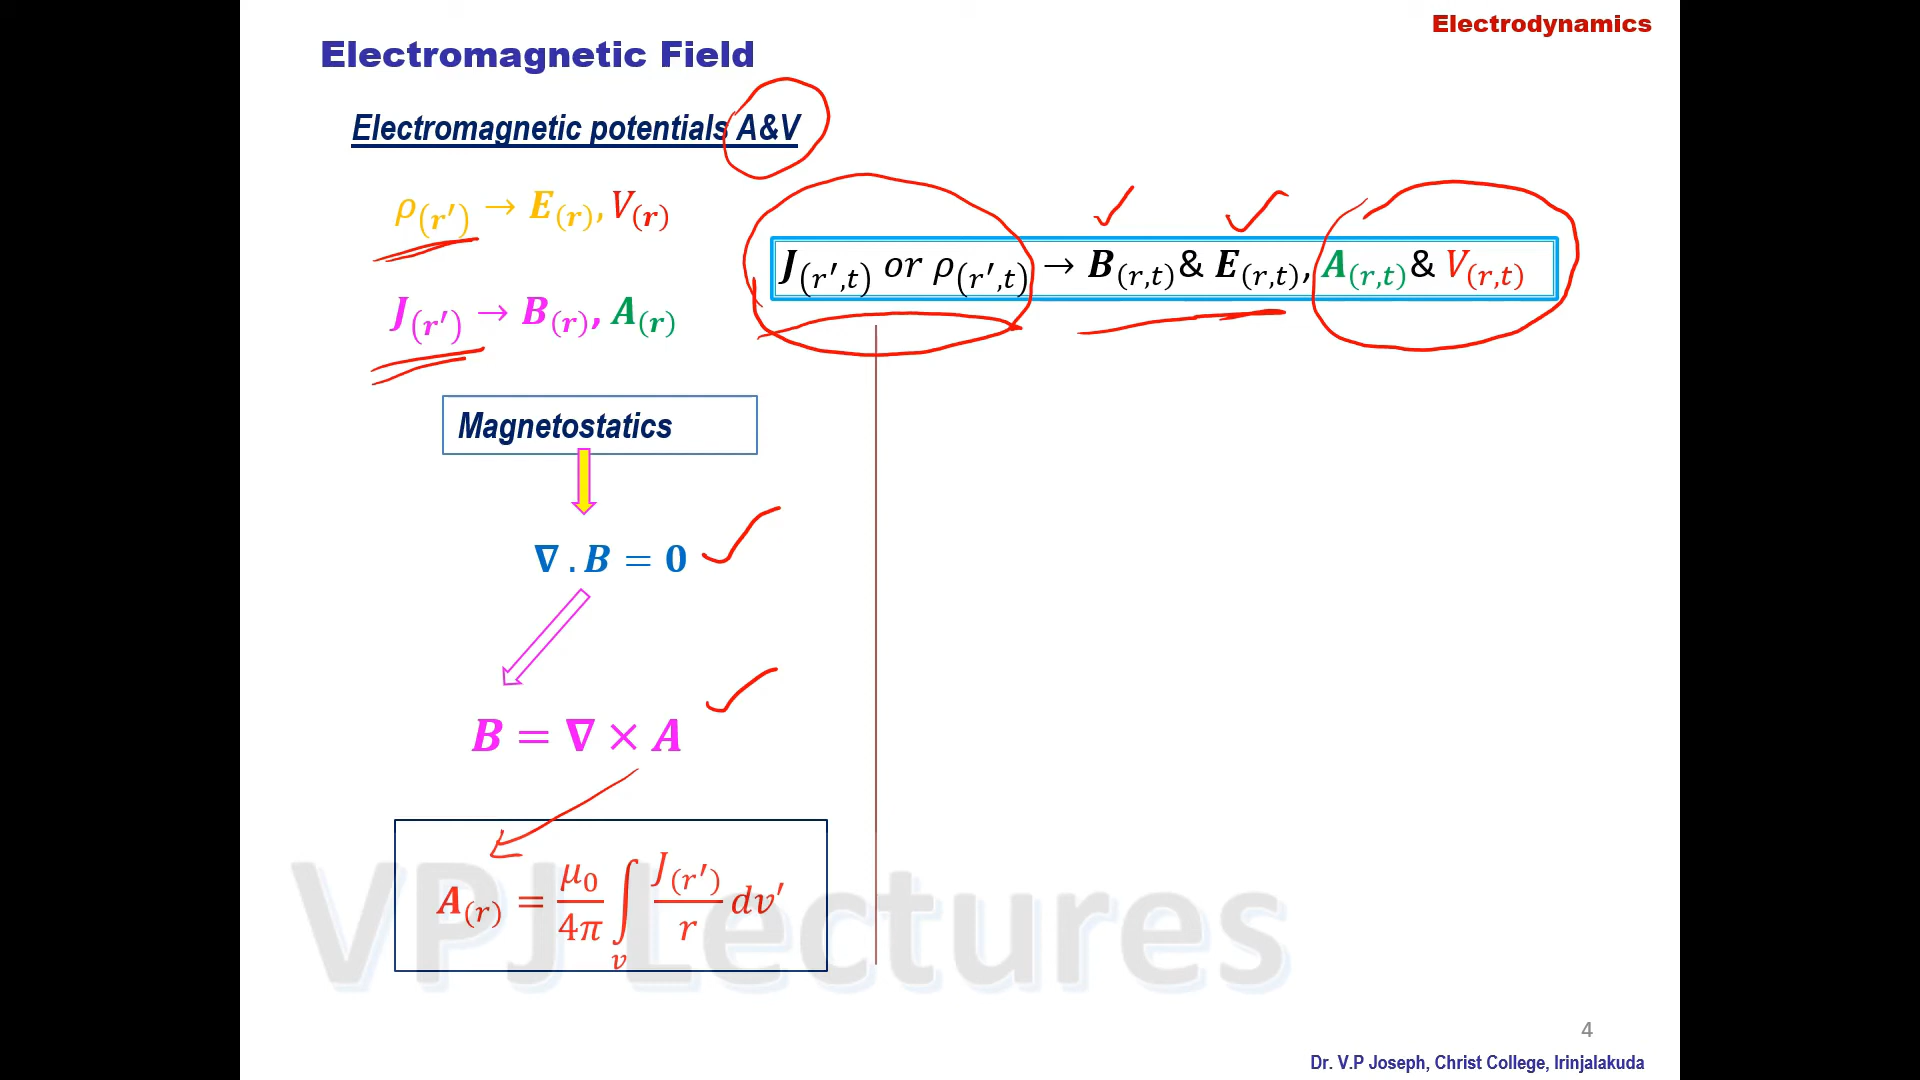 Electrodynamics
Electromagnetic Field
Electromagnetic potentials A&V
ρ(r′) → E(r), V(r)
J(r′,t) or ρ(r′,t) → B(r,t)& E(r,t), A(r,t)& V(r,t)
J(r′) → B(r), A(r)
Magnetostatics
∇ . B = 0
B = ∇ × A
A(r) = μ0/4π ∫v J(r′)/r dv′
VPJ Lectures
4
Dr. V.P Joseph, Christ College, Irinjalakuda